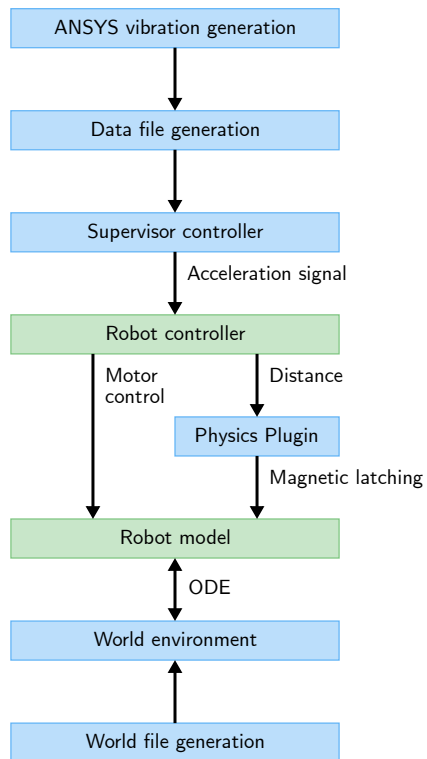 ANSYS vibration generation
Data file generation
Supervisor controller
Acceleration signal
Robot controller
Motor
control
Distance
Physics Plugin
Magnetic latching
Robot model
ODE
World environment
World file generation